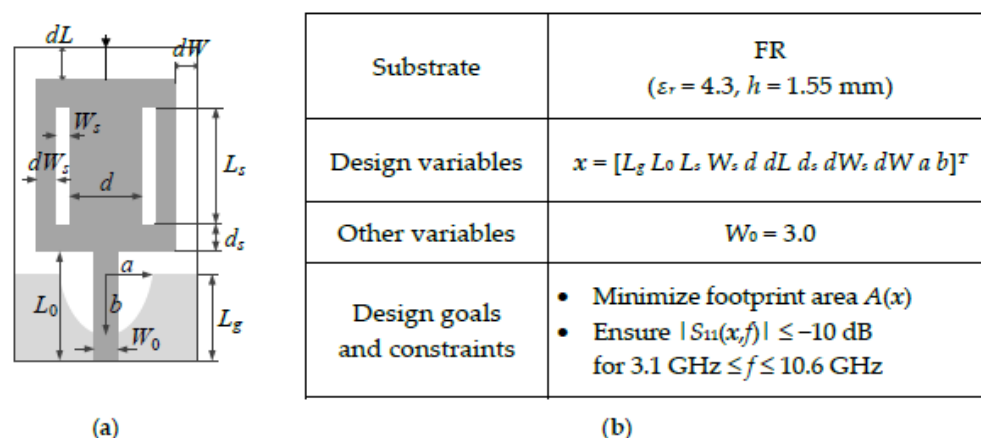 dL
dW
Ws
dWs
Ls
d
ds
a
L0
b
Lg
W0
(a)
Substrate
FR
(εr = 4.3, h = 1.55 mm)
Design variables
x = [Lg L0 Ls Ws d dL ds dWs dW a b]T
Other variables
W0 = 3.0
Design goals
and constraints
• Minimize footprint area A(x)
• Ensure |S11(x,f)| ≤ −10 dB
for 3.1 GHz ≤ f ≤ 10.6 GHz
(b)